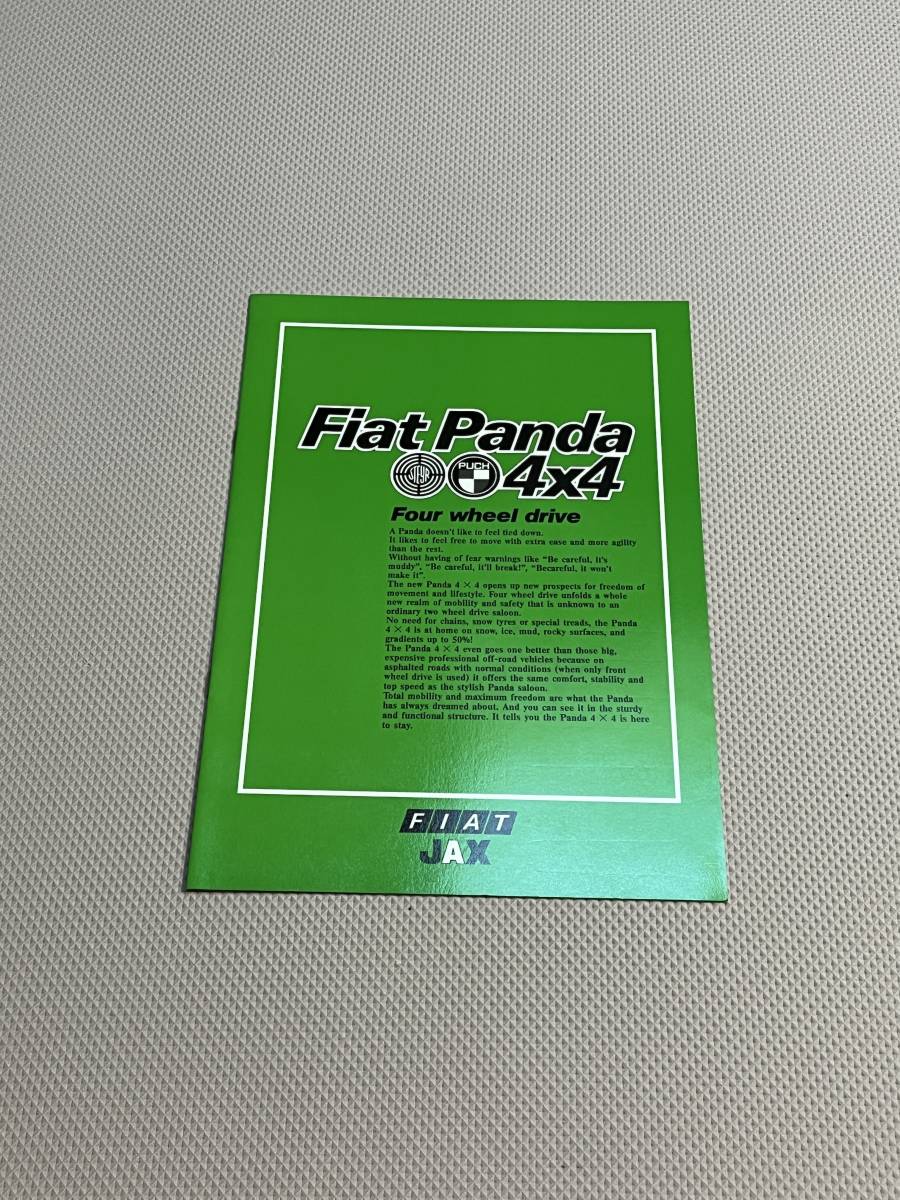 Fiat Panda
STEYR PUCH 4x4
Four wheel drive
A Panda doesn't like to feel tied down.
It likes to feel free to move with extra ease and more agility
than the rest.
Without having of fear warnings like "Be careful, it's
muddy", "Be careful, it'll break!", "Becareful, it won't
make it".
The new Panda 4 × 4 opens up new prospects for freedom of
movement and lifestyle. Four wheel drive unfolds a whole
new realm of mobility and safety that is unknown to an
ordinary two wheel drive saloon.
No need for chains, snow tyres or special treads, the Panda
4 × 4 is at home on snow, ice, mud, rocky surfaces, and
gradients up to 50%!
The Panda 4 × 4 even goes one better than those big,
expensive professional off-road vehicles because on
asphalted roads with normal conditions (when only front
wheel drive is used) it offers the same comfort, stability and
top speed as the stylish Panda saloon.
Total mobility and maximum freedom are what the Panda
has always dreamed about. And you can see it in the sturdy
and functional structure. It tells you the Panda 4 × 4 is here
to stay.
FIAT
JAX